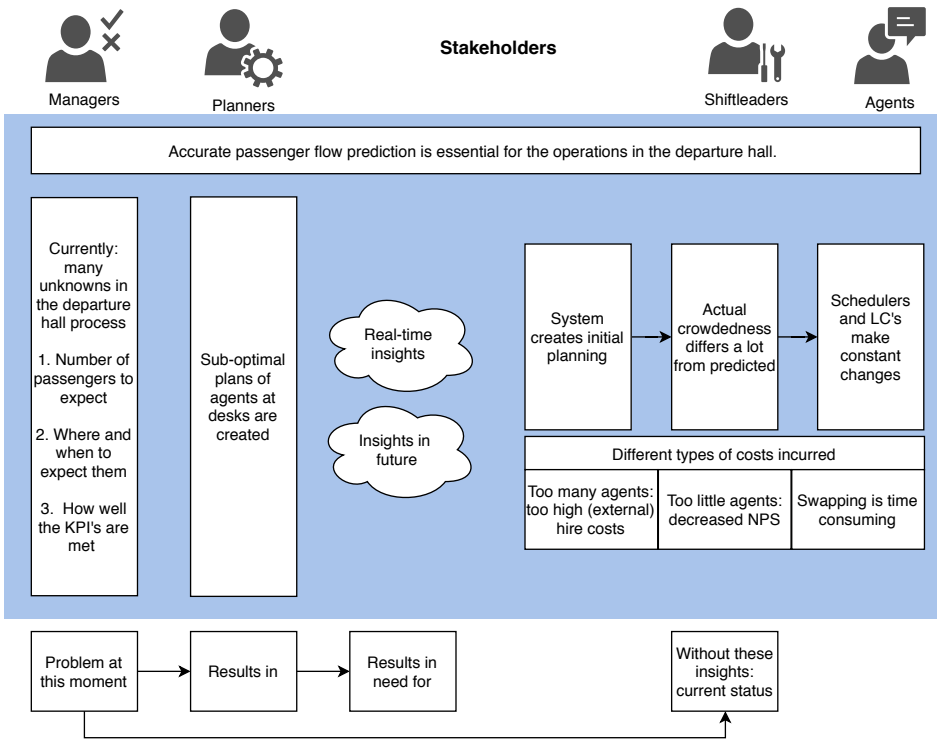 Stakeholders
Managers
Planners
Shiftleaders
Agents
Accurate passenger flow prediction is essential for the operations in the departure hall.
Currently:
many
unknowns in
the departure
hall process
1. Number of
passengers to
expect
2. Where and
when to
expect them
3. How well
the KPI's are
met
Sub-optimal
plans of
agents at
desks are
created
Real-time
insights
Insights in
future
System
creates initial
planning
Actual
crowdedness
differs a lot
from predicted
Schedulers
and LC's
make
constant
changes
Different types of costs incurred
Too many agents:
too high (external)
hire costs
Too little agents:
decreased NPS
Swapping is time
consuming
Problem at
this moment
Results in
Results in
need for
Without these
insights:
current status